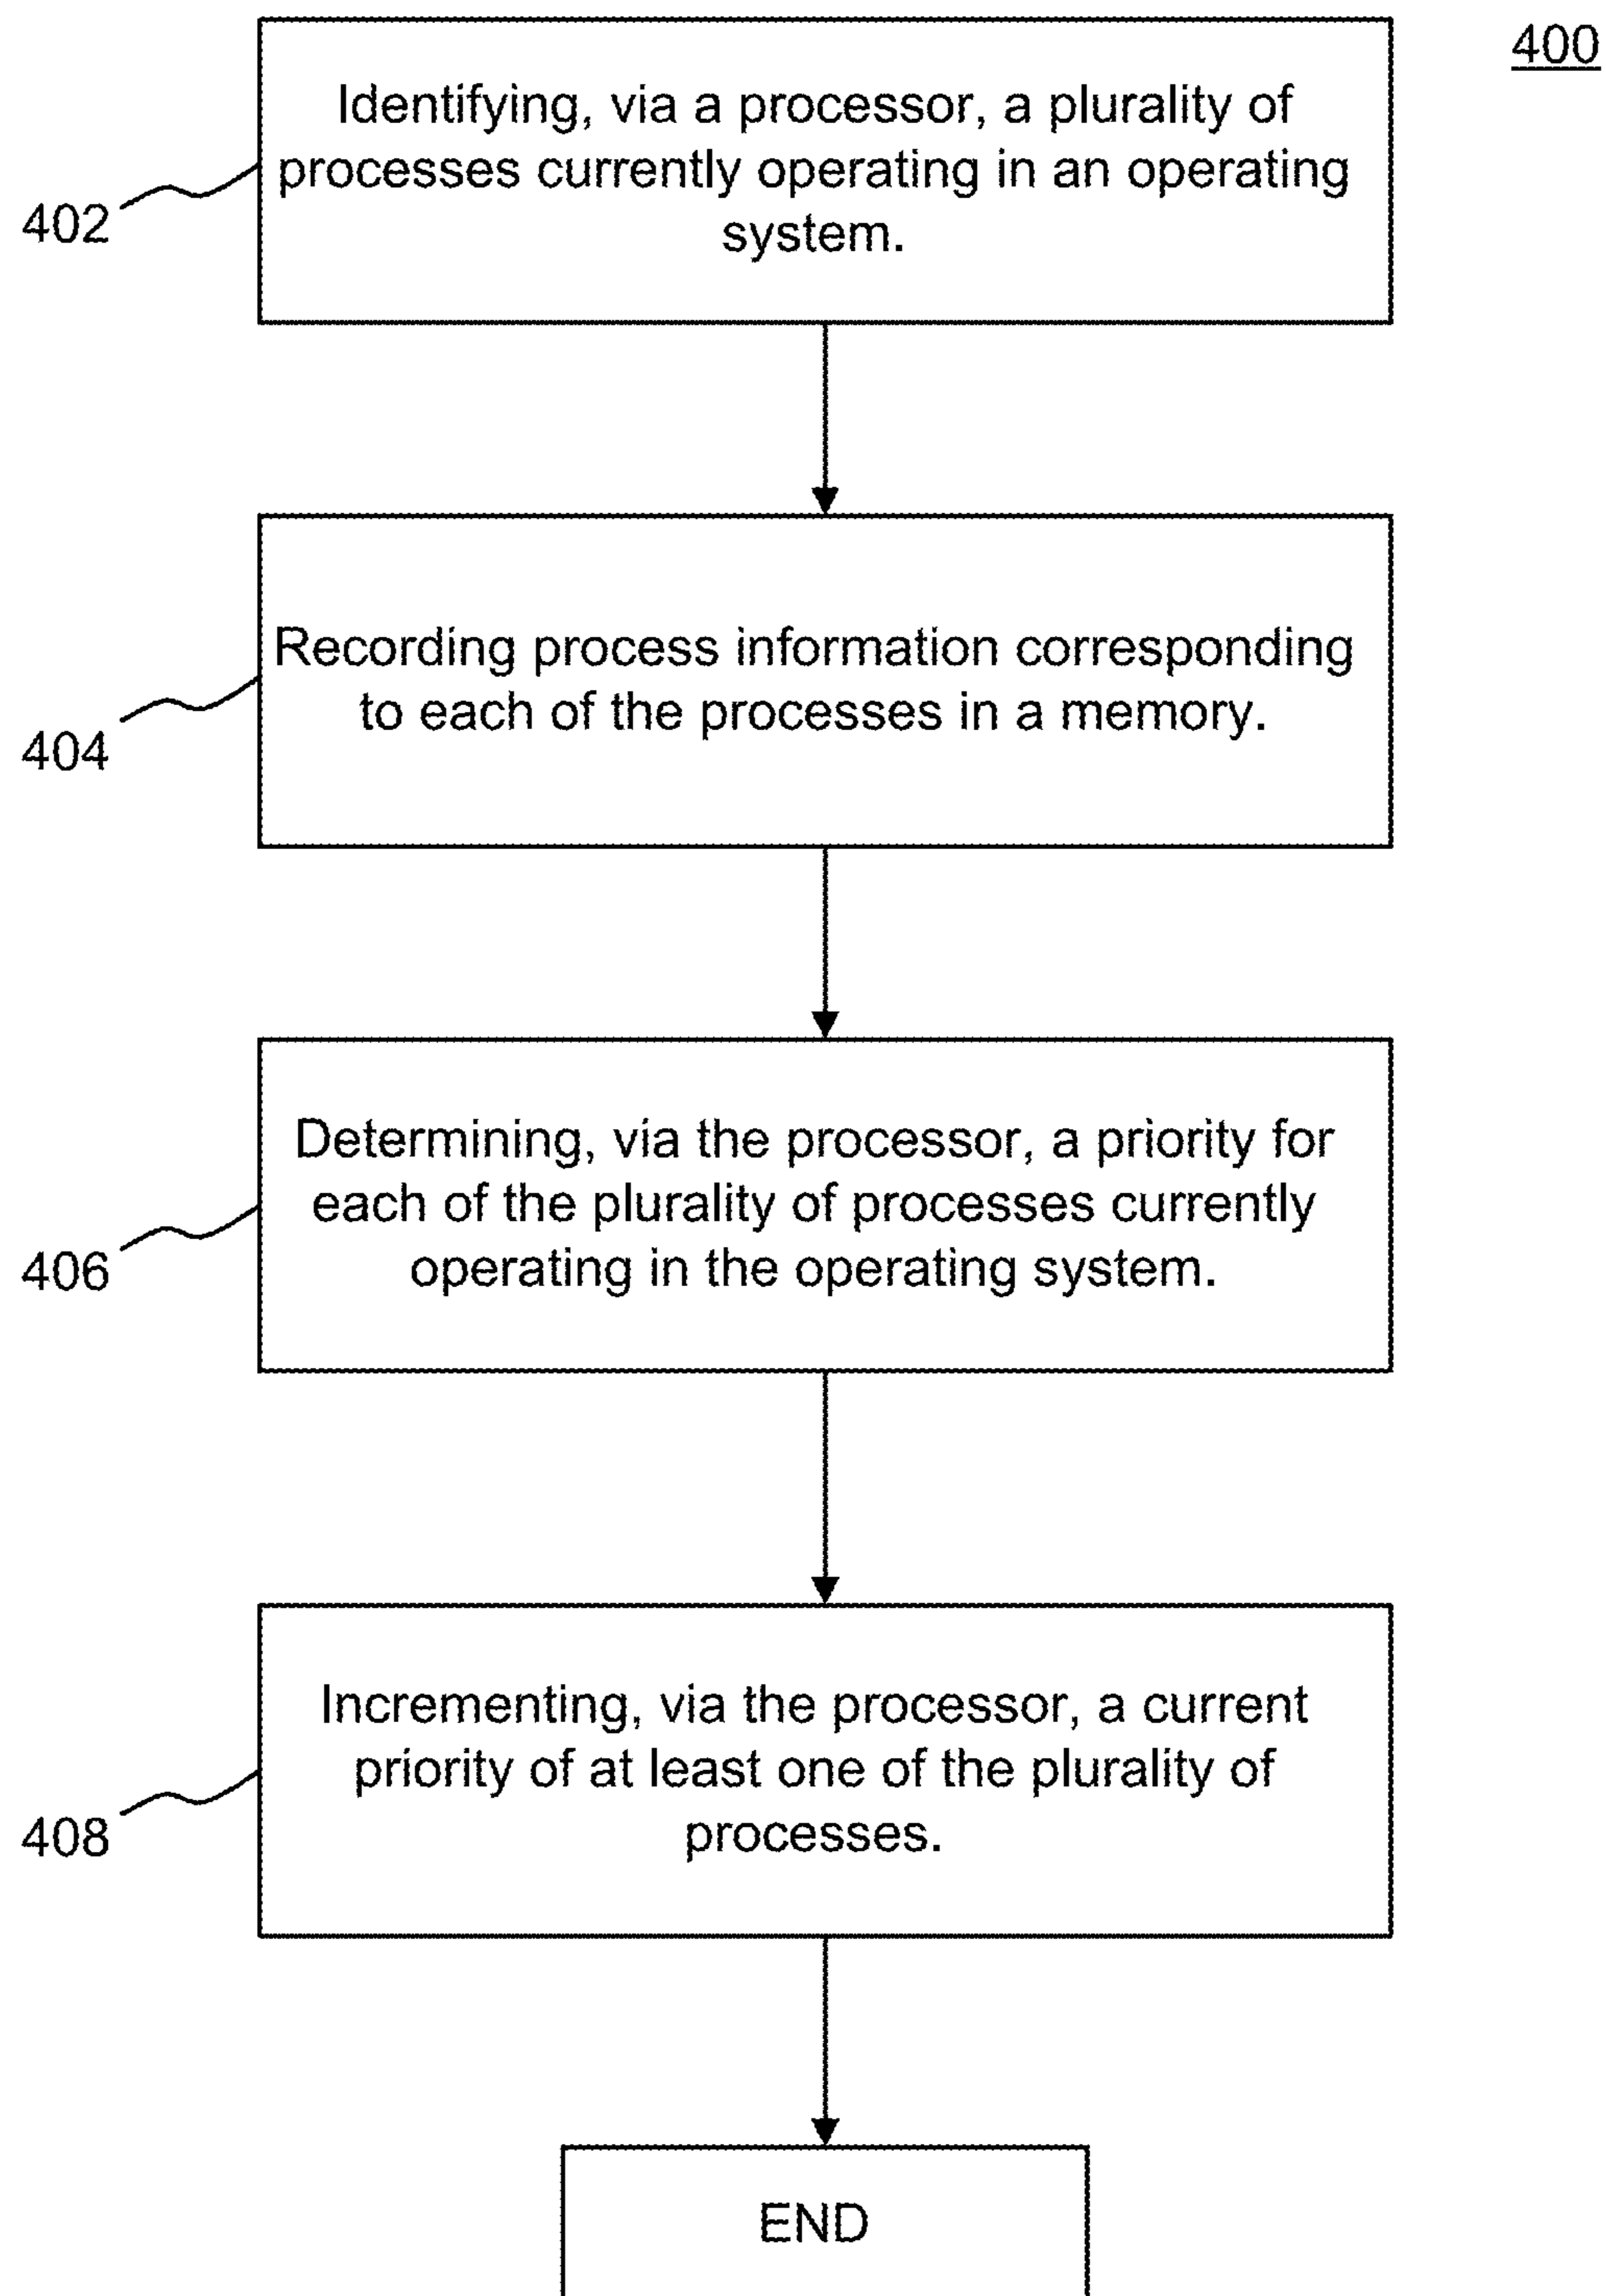 400
Identifying, via a processor, a plurality of
processes currently operating in an operating
system.
402
Recording process information corresponding
to each of the processes in a memory.
404
Determining, via the processor, a priority for
each of the plurality of processes currently
operating in the operating system.
406
Incrementing, via the processor, a current
priority of at least one of the plurality of
processes.
408
END